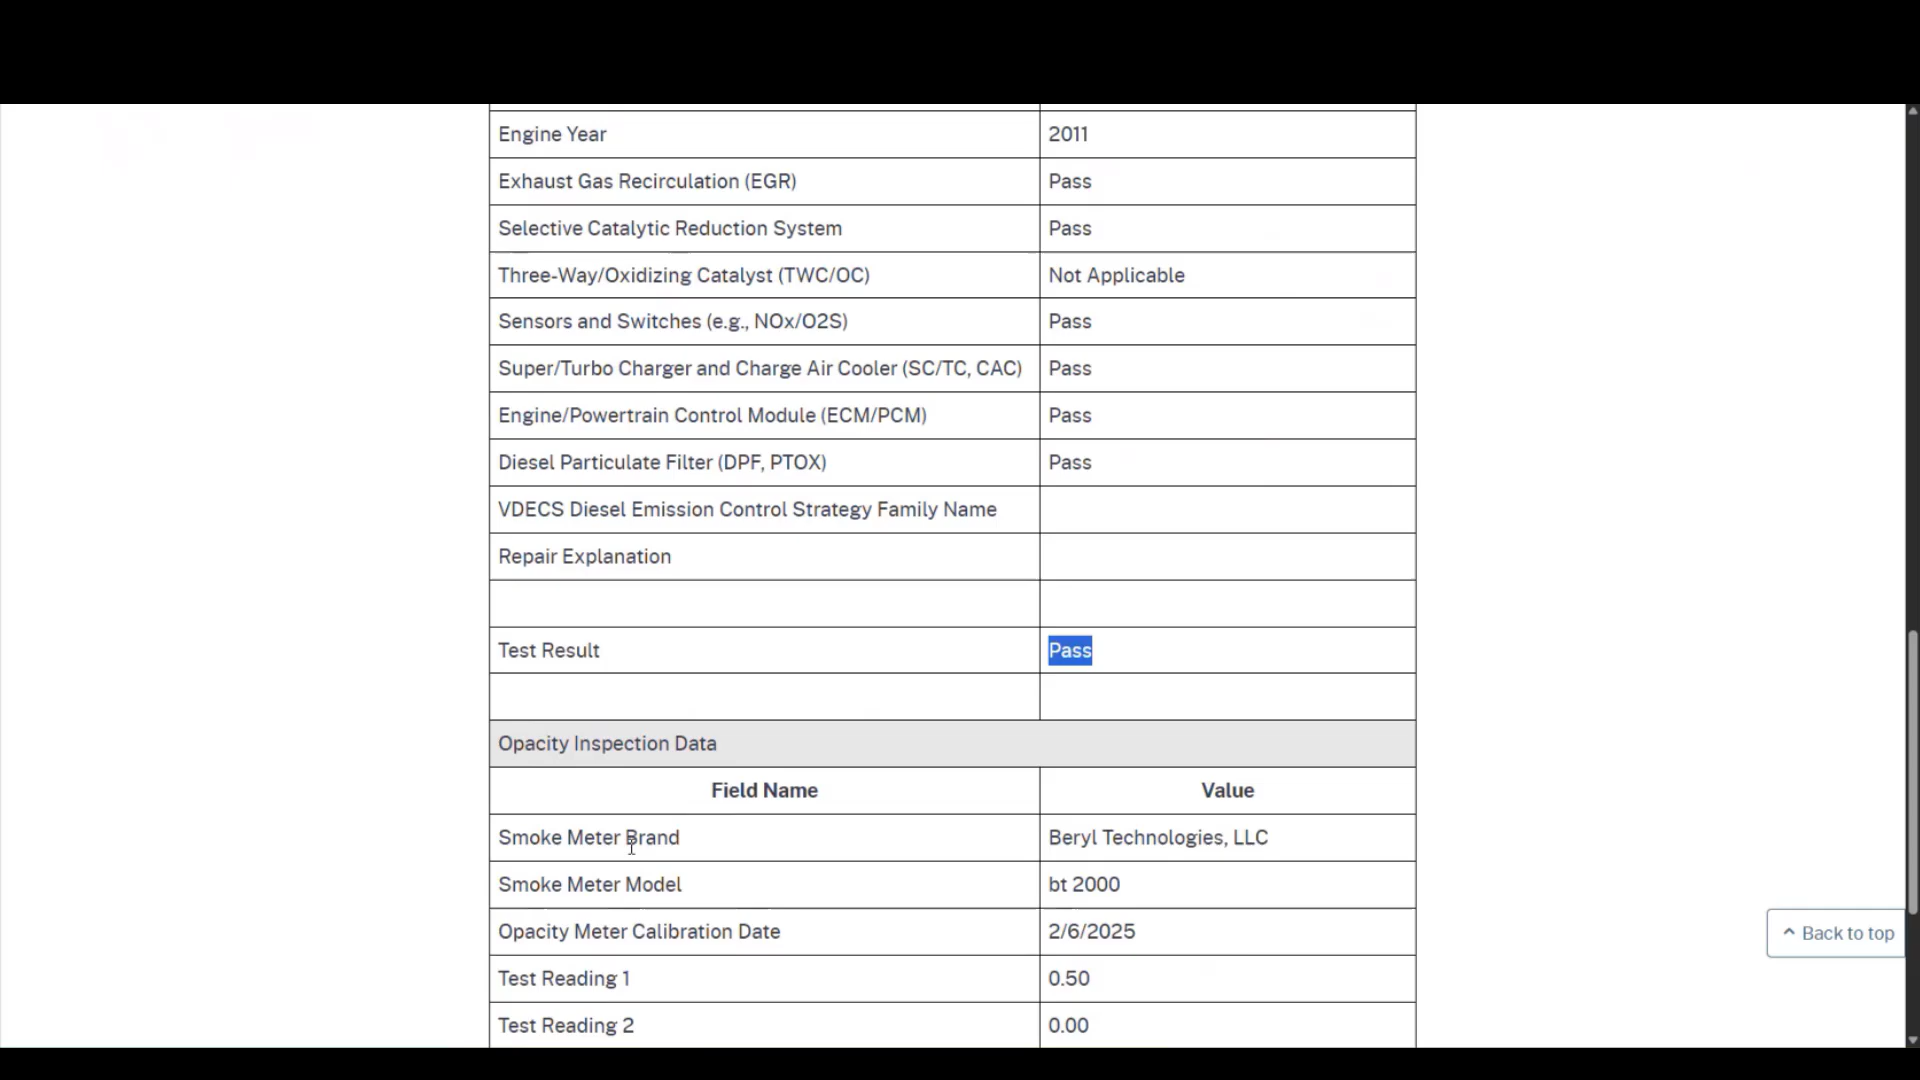 Engine Year 2011
Exhaust Gas Recirculation (EGR) Pass
Selective Catalytic Reduction System Pass
Three-Way/Oxidizing Catalyst (TWC/OC) Not Applicable
Sensors and Switches (e.g., NOx/O2S) Pass
Super/Turbo Charger and Charge Air Cooler (SC/TC, CAC) Pass
Engine/Powertrain Control Module (ECM/PCM) Pass
Diesel Particulate Filter (DPF, PTOX) Pass
VDECS Diesel Emission Control Strategy Family Name
Repair Explanation
Test Result Pass
Opacity Inspection Data
Field Name Value
Smoke Meter Brand Beryl Technologies, LLC
Smoke Meter Model bt 2000
Opacity Meter Calibration Date 2/6/2025
Back to top
Test Reading 1 0.50
Test Reading 2 0.00